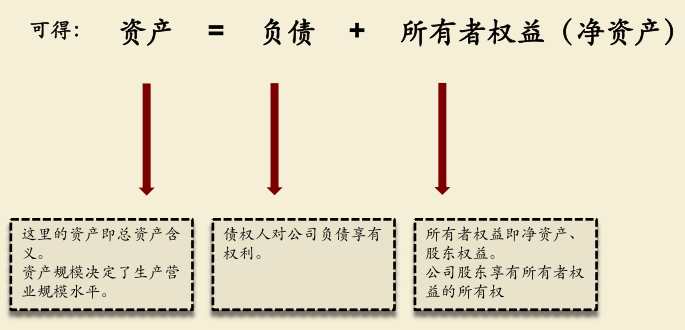 可得： 资产 = 负债 + 所有者权益（净资产）
这里的资产即总资产含
义。
资产规模决定了生产营
业规模水平。
债权人对公司负债享有
权利。
所有者权益即净资产、
股东权益。
公司股东享有所有者权
益的所有权